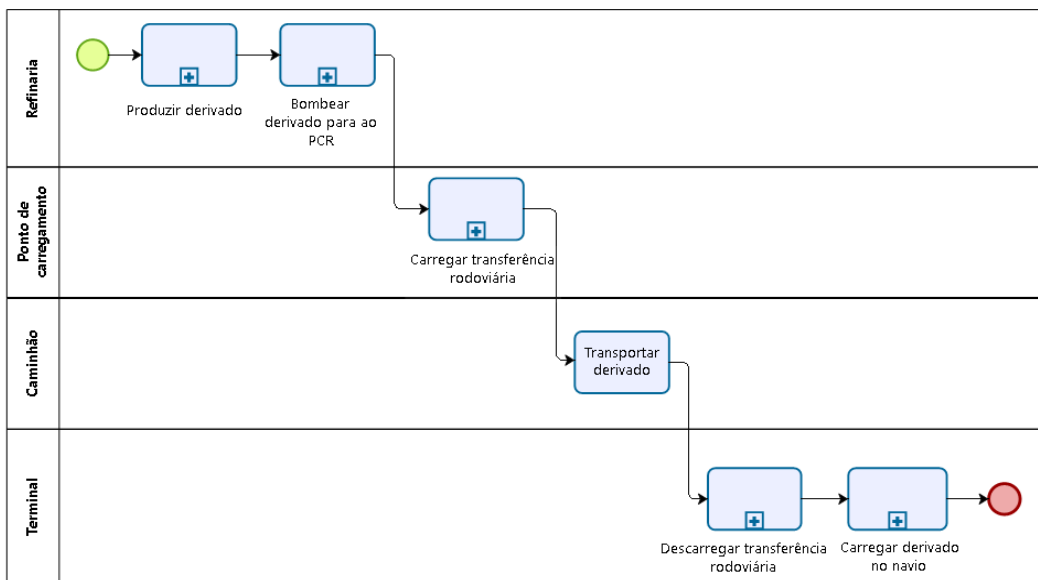 Refinaria
Produzir derivado
Bombear
derivado para ao
PCR
Ponto de
carregamento
Carregar transferência
rodoviária
Caminhão
Transportar
derivado
Terminal
Descarregar transferência
rodoviária
Carregar derivado
no navio